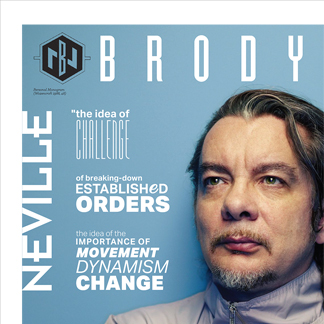 BRODY
NEVILLE
"the idea of
CHALLENGE
of breaking-down
ESTABLISHED
ORDERS
the idea of the
IMPORTANCE OF
MOVEMENT
DYNAMISM
CHANGE